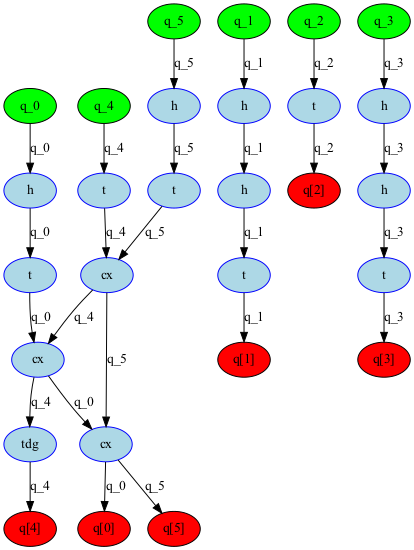 q_5 q_1 q_2 q_3
q_5 q_1 q_2 q_3
q_0 q_4 h h t h
q_0 q_4 q_5 q_1 q_2 q_3
h t t h q[2] h
q_0 q_4 q_5 q_1 q_3
t cx t t
q_0 q_4 q_1 q_3
cx q_5 q[1] q[3]
q_4 q_0
tdg cx
q_4 q_0 q_5
q[4] q[0] q[5]